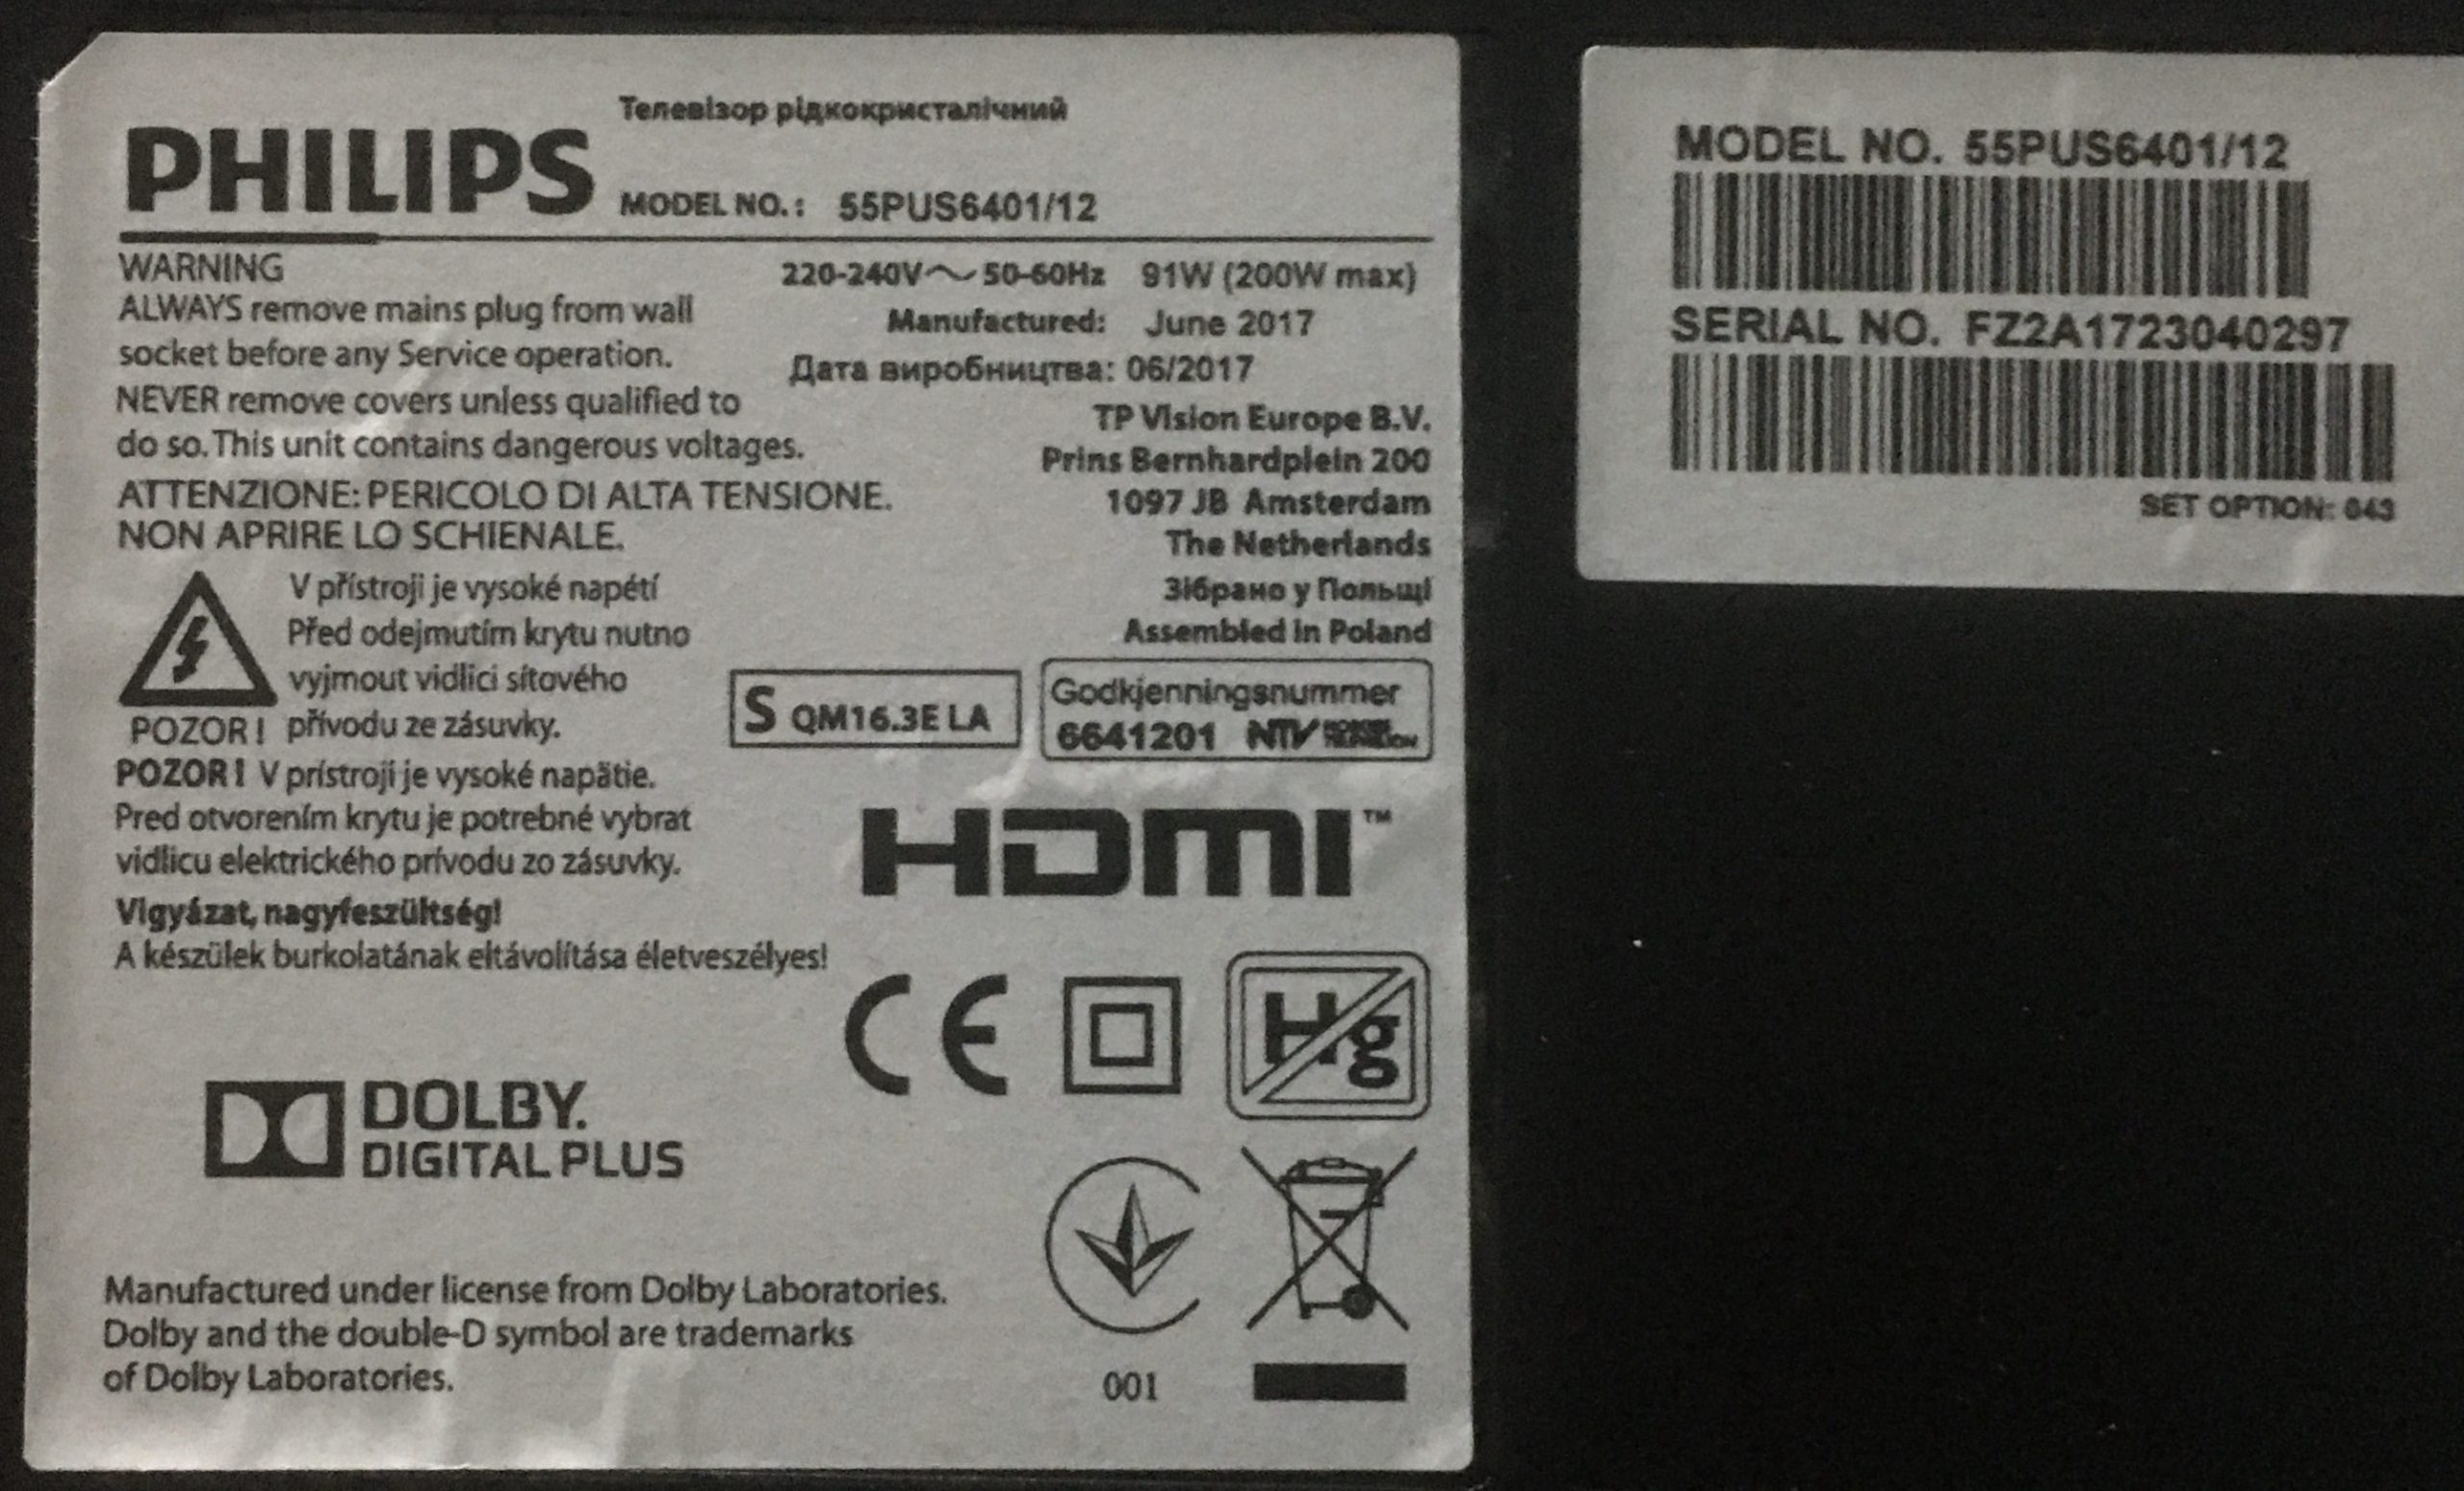 Телевізор рідкокристалічний
PHILIPS
MODEL NO.: 55PUS6401/12
WARNING
ALWAYS remove mains plug from wall
socket before any Service operation.
NEVER remove covers unless qualified to
do so. This unit contains dangerous voltages.
ATTENZIONE: PERICOLO DI ALTA TENSIONE.
NON APRIRE LO SCHIENALE.
V přístroji je vysoké napétí
Před odejmutím krytu nutno
vyjmout vidlici sítového
přívodu ze zásuvky.
POZOR!
POZOR! V prístroji je vysoké napätie.
Pred otvorením krytu je potrebné vybrat
vidlicu elektrického prívodu zo zásuvky.
Vigyázat, nagyfeszültség!
A készülek burkolatának eltávolítása életveszélyes!
220-240V~ 50-60Hz 91W (200W max)
Manufactured: June 2017
Дата виробництва: 06/2017
TP Vision Europe B.V.
Prins Bernhardplein 200
1097 JB Amsterdam
The Netherlands
Зібрано у Польщі
Assembled in Poland
S QM16.3E LA
Godkjenningsnummer
6641201 NTV
HDMI™
CE
Hg
DOLBY.
DIGITAL PLUS
Manufactured under license from Dolby Laboratories.
Dolby and the double-D symbol are trademarks
of Dolby Laboratories.
001
MODEL NO. 55PUS6401/12
SERIAL NO. FZ2A1723040297
SET OPTION: 043